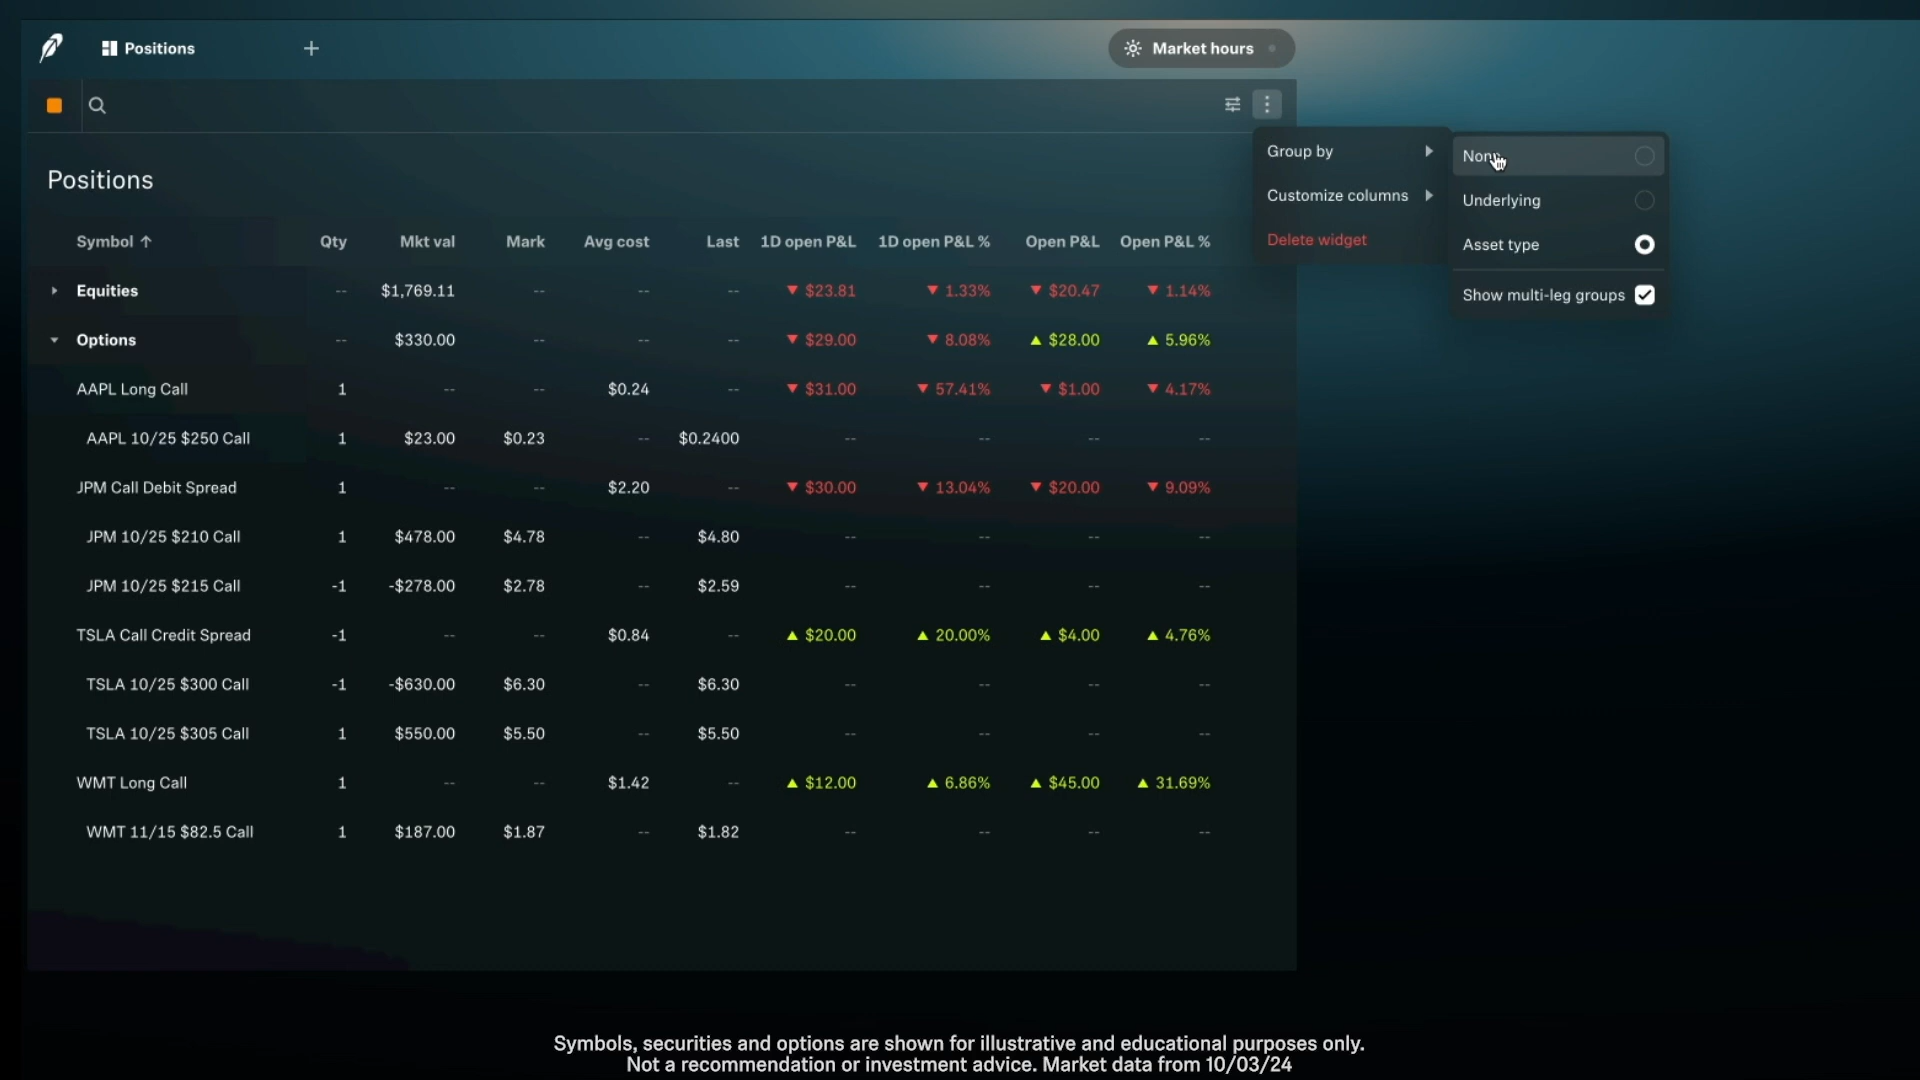 Positions
Market hours
Group by
None
Customize columns
Underlying
Delete widget
Asset type
Show multi-leg groups
Positions
Symbol ↑ Qty Mkt val Mark Avg cost Last 1D open P&L 1D open P&L % Open P&L Open P&L %
Equities -- $1,769.11 -- -- -- ▼ $23.81 ▼ 1.33% ▼ $20.47 ▼ 1.14%
Options -- $330.00 -- -- -- ▼ $29.00 ▼ 8.08% ▲ $28.00 ▲ 5.96%
AAPL Long Call 1 -- -- $0.24 -- ▼ $31.00 ▼ 57.41% ▼ $1.00 ▼ 4.17%
AAPL 10/25 $250 Call 1 $23.00 $0.23 -- $0.2400 -- -- -- --
JPM Call Debit Spread 1 -- -- $2.20 -- ▼ $30.00 ▼ 13.04% ▼ $20.00 ▼ 9.09%
JPM 10/25 $210 Call 1 $478.00 $4.78 -- $4.80 -- -- -- --
JPM 10/25 $215 Call -1 -$278.00 $2.78 -- $2.59 -- -- -- --
TSLA Call Credit Spread -1 -- -- $0.84 -- ▲ $20.00 ▲ 20.00% ▲ $4.00 ▲ 4.76%
TSLA 10/25 $300 Call -1 -$630.00 $6.30 -- $6.30 -- -- -- --
TSLA 10/25 $305 Call 1 $550.00 $5.50 -- $5.50 -- -- -- --
WMT Long Call 1 -- -- $1.42 -- ▲ $12.00 ▲ 6.86% ▲ $45.00 ▲ 31.69%
WMT 11/15 $82.5 Call 1 $187.00 $1.87 -- $1.82 -- -- -- --
Symbols, securities and options are shown for illustrative and educational purposes only.
Not a recommendation or investment advice. Market data from 10/03/24